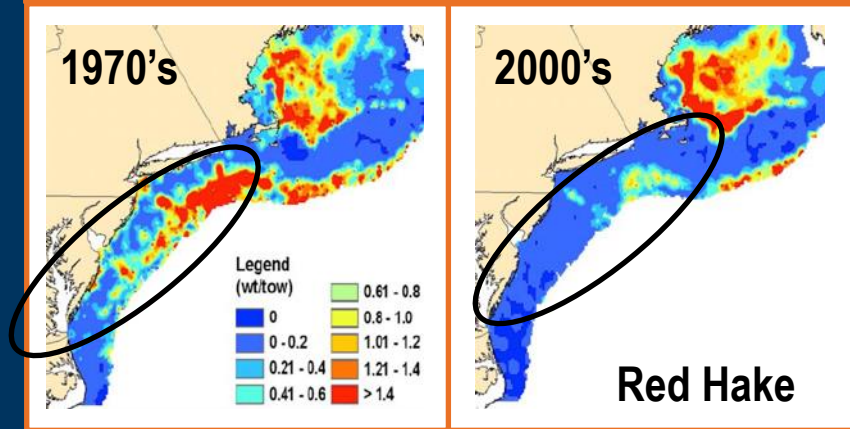 1970’s
Legend
(wt/tow)
0
0 - 0.2
0.21 - 0.4
0.41 - 0.6
0.61 - 0.8
0.8 - 1.0
1.01 - 1.2
1.21 - 1.4
> 1.4
2000’s
Red Hake